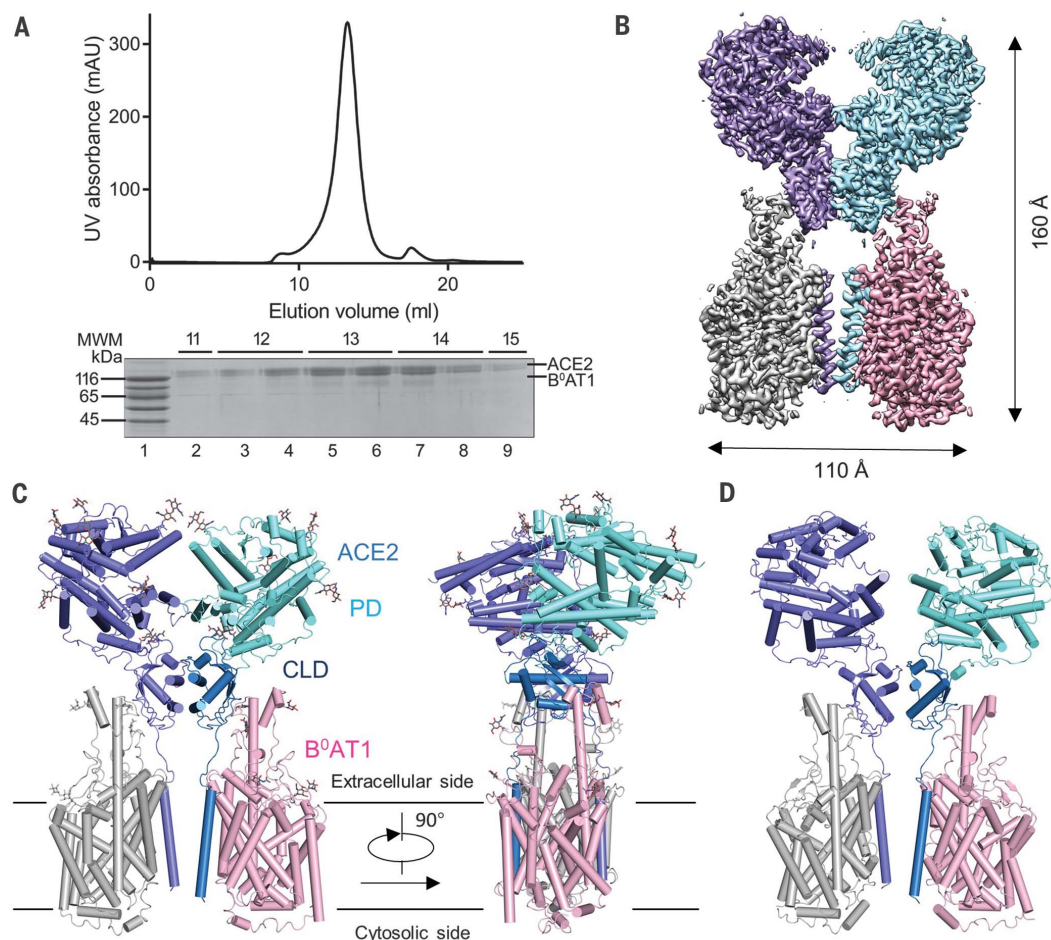 A
300
200
100
0
UV absorbance (mAU)
0
10
20
Elution volume (ml)
MWM
11
12
13
14
15
kDa
116
65
45
ACE2
B⁰AT1
1 2 3 4 5 6 7 8 9
B
160 Å
110 Å
C
ACE2
PD
CLD
B⁰AT1
Extracellular side
90°
Cytosolic side
D